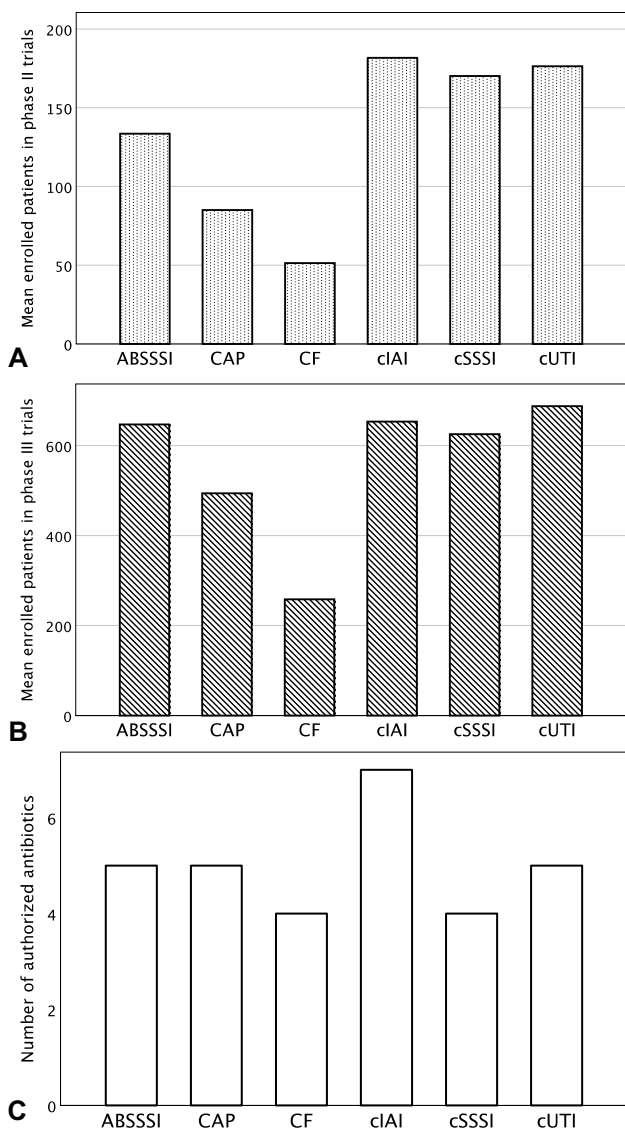 Mean enrolled patients in phase II trials
200
150
100
50
0
ABSSSI CAP CF cIAI cSSSI cUTI
A
Mean enrolled patients in phase III trials
600
400
200
0
ABSSSI CAP CF cIAI cSSSI cUTI
B
Number of authorized antibiotics
6
4
2
0
ABSSSI CAP CF cIAI cSSSI cUTI
C